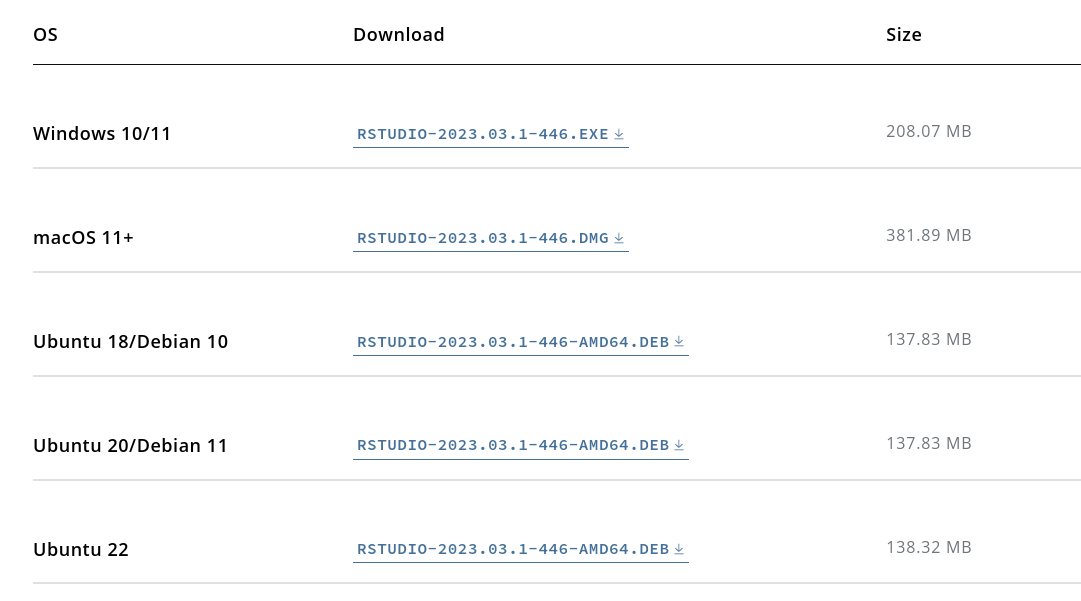 OS Download Size
Windows 10/11 RSTUDIO-2023.03.1-446.EXE 208.07 MB
macOS 11+ RSTUDIO-2023.03.1-446.DMG 381.89 MB
Ubuntu 18/Debian 10 RSTUDIO-2023.03.1-446-AMD64.DEB 137.83 MB
Ubuntu 20/Debian 11 RSTUDIO-2023.03.1-446-AMD64.DEB 137.83 MB
Ubuntu 22 RSTUDIO-2023.03.1-446-AMD64.DEB 138.32 MB